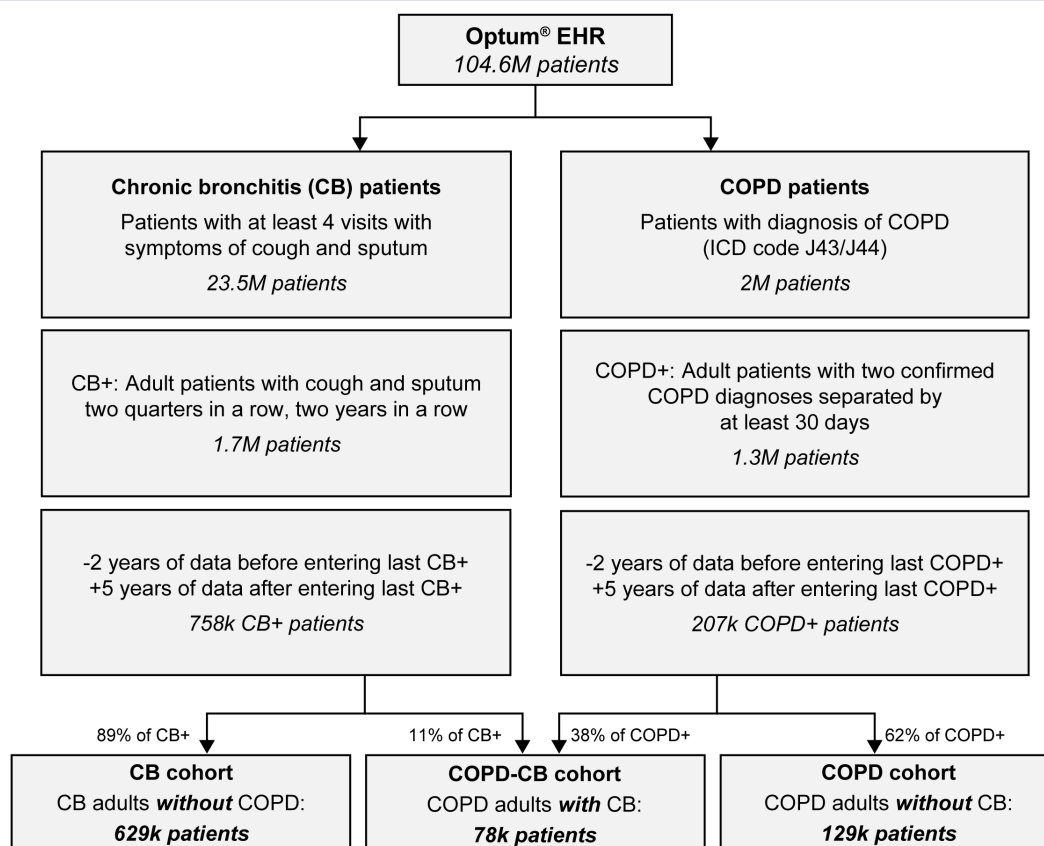 Optum® EHR
104.6M patients
Chronic bronchitis (CB) patients
Patients with at least 4 visits with
symptoms of cough and sputum
23.5M patients
COPD patients
Patients with diagnosis of COPD
(ICD code J43/J44)
2M patients
CB+: Adult patients with cough and sputum
two quarters in a row, two years in a row
1.7M patients
COPD+: Adult patients with two confirmed
COPD diagnoses separated by
at least 30 days
1.3M patients
-2 years of data before entering last CB+
+5 years of data after entering last CB+
758k CB+ patients
-2 years of data before entering last COPD+
+5 years of data after entering last COPD+
207k COPD+ patients
89% of CB+
11% of CB+
38% of COPD+
62% of COPD+
CB cohort
CB adults without COPD:
629k patients
COPD-CB cohort
COPD adults with CB:
78k patients
COPD cohort
COPD adults without CB:
129k patients